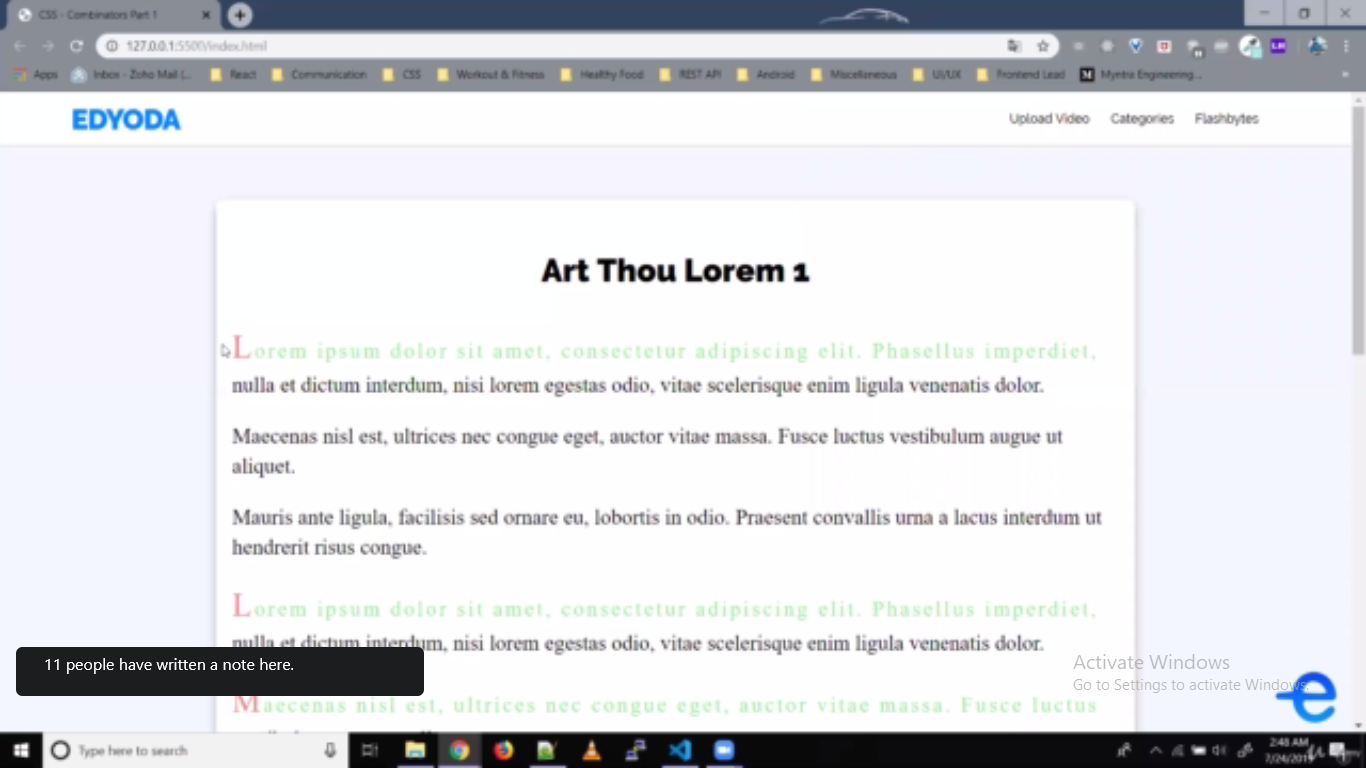 CSS - Combinators Part 1
127.0.0.1:5500/index.html
Apps Inbox - Zoho Mail (... React Communication CSS Workout & Fitness Healthy Food REST API Android Miscellaneous UI/UX Frontend Lead Myntra Engineering...
EDYODA Upload Video Categories Flashbytes
Art Thou Lorem 1
Lorem ipsum dolor sit amet, consectetur adipiscing elit. Phasellus imperdiet,
nulla et dictum interdum, nisi lorem egestas odio, vitae scelerisque enim ligula venenatis dolor.
Maecenas nisl est, ultrices nec congue eget, auctor vitae massa. Fusce luctus vestibulum augue ut
aliquet.
Mauris ante ligula, facilisis sed ornare eu, lobortis in odio. Praesent convallis urna a lacus interdum ut
hendrerit risus congue.
Lorem ipsum dolor sit amet, consectetur adipiscing elit. Phasellus imperdiet,
nulla et dictum interdum, nisi lorem egestas odio, vitae scelerisque enim ligula venenatis dolor.
11 people have written a note here.
Activate Windows
Go to Settings to activate Windows.
Maecenas nisl est, ultrices nec congue eget, auctor vitae massa. Fusce luctus
Type here to search
2:48 AM